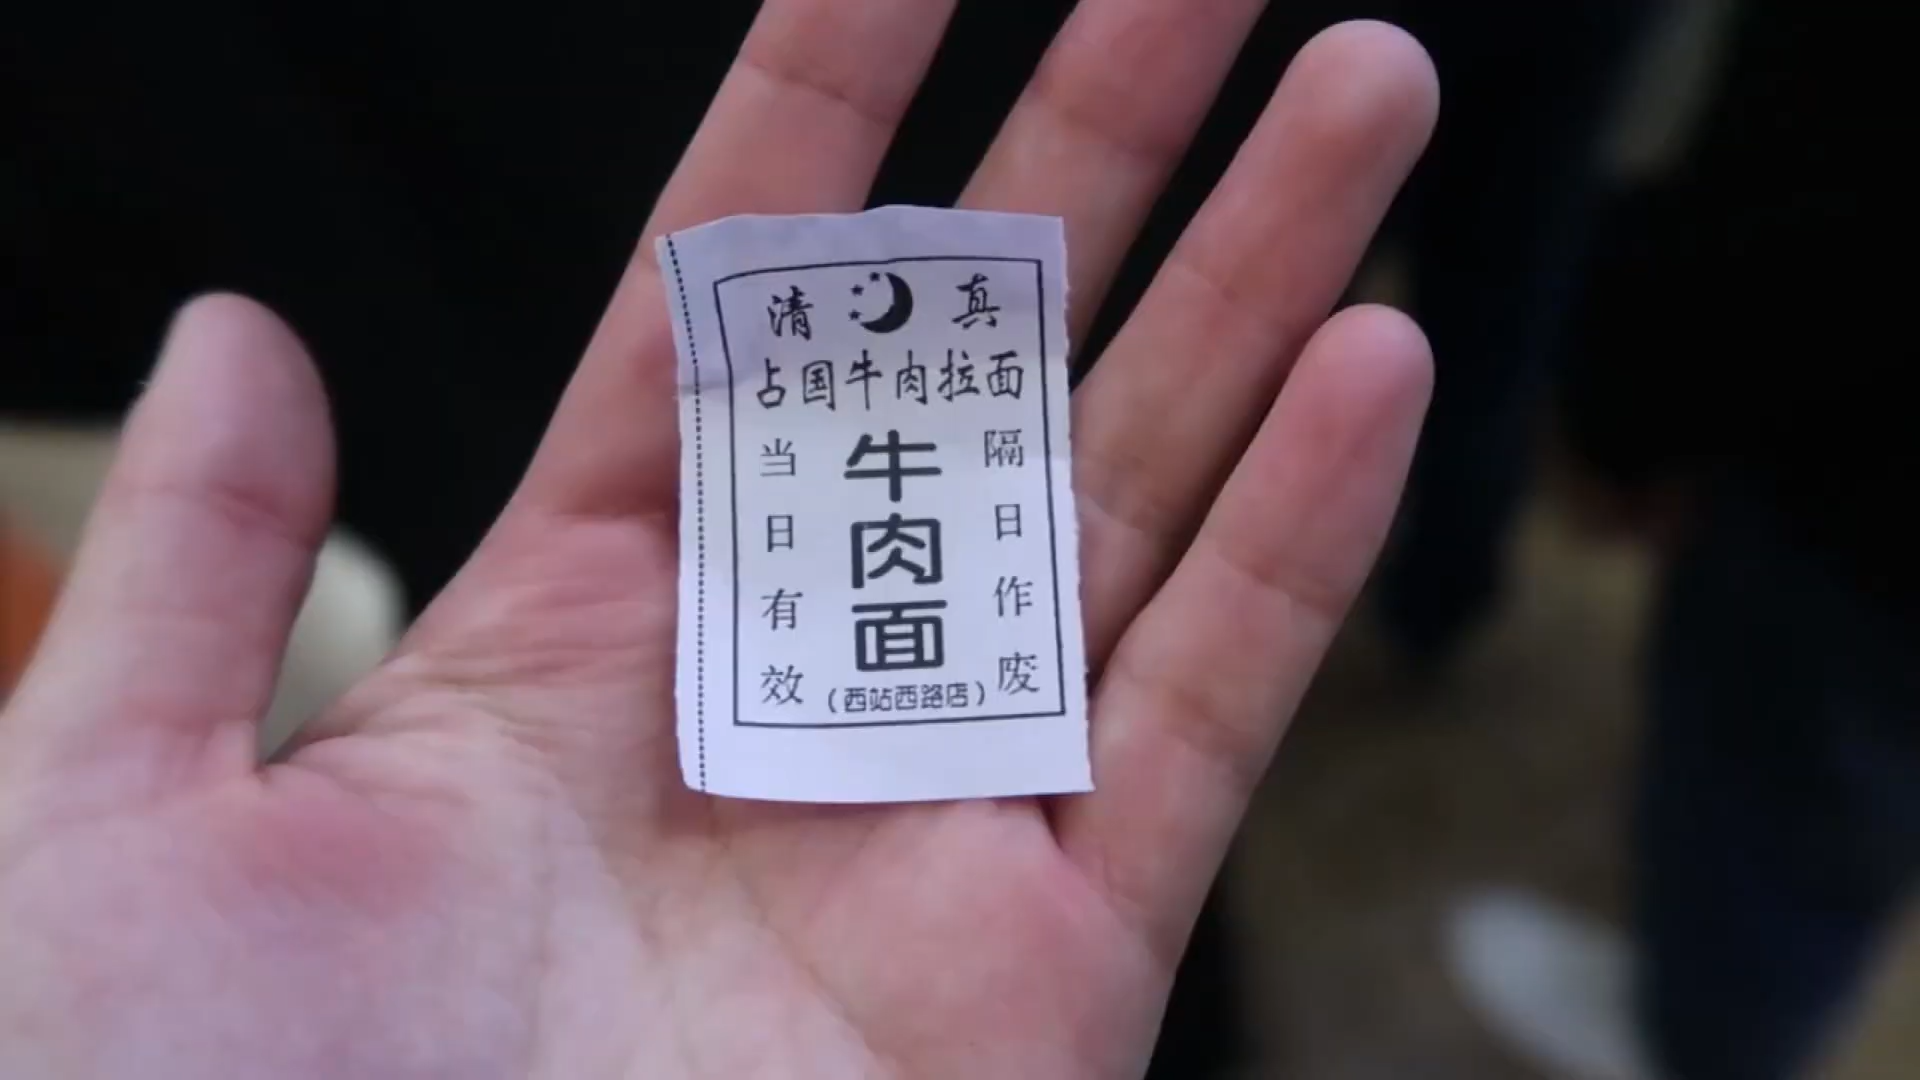 清 真
占国牛肉拉面
当日有效
牛肉面
隔日作废
(西站西路店)